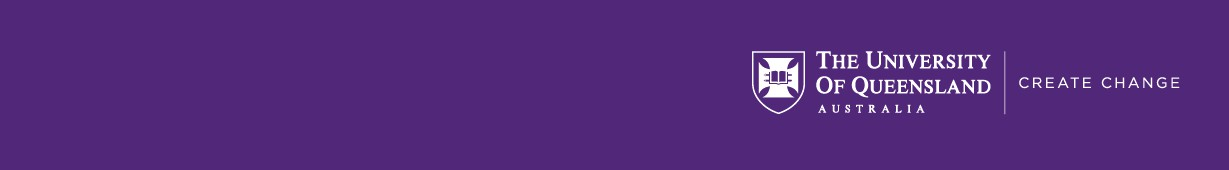 THE UNIVERSITY
OF QUEENSLAND
AUSTRALIA
CREATE CHANGE